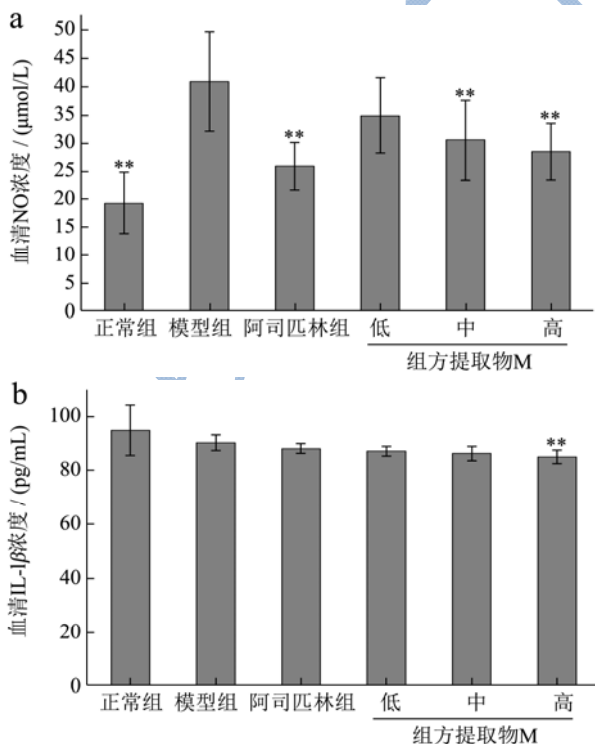 a
血清NO浓度 / (μmol/L)
50
45
40
35
30
25
20
15
10
5
0
** ** ** **
正常组 模型组 阿司匹林组 低 中 高
组方提取物M
b
血清IL-1β浓度 / (pg/mL)
100
80
60
40
20
0
**
正常组 模型组 阿司匹林组 低 中 高
组方提取物M